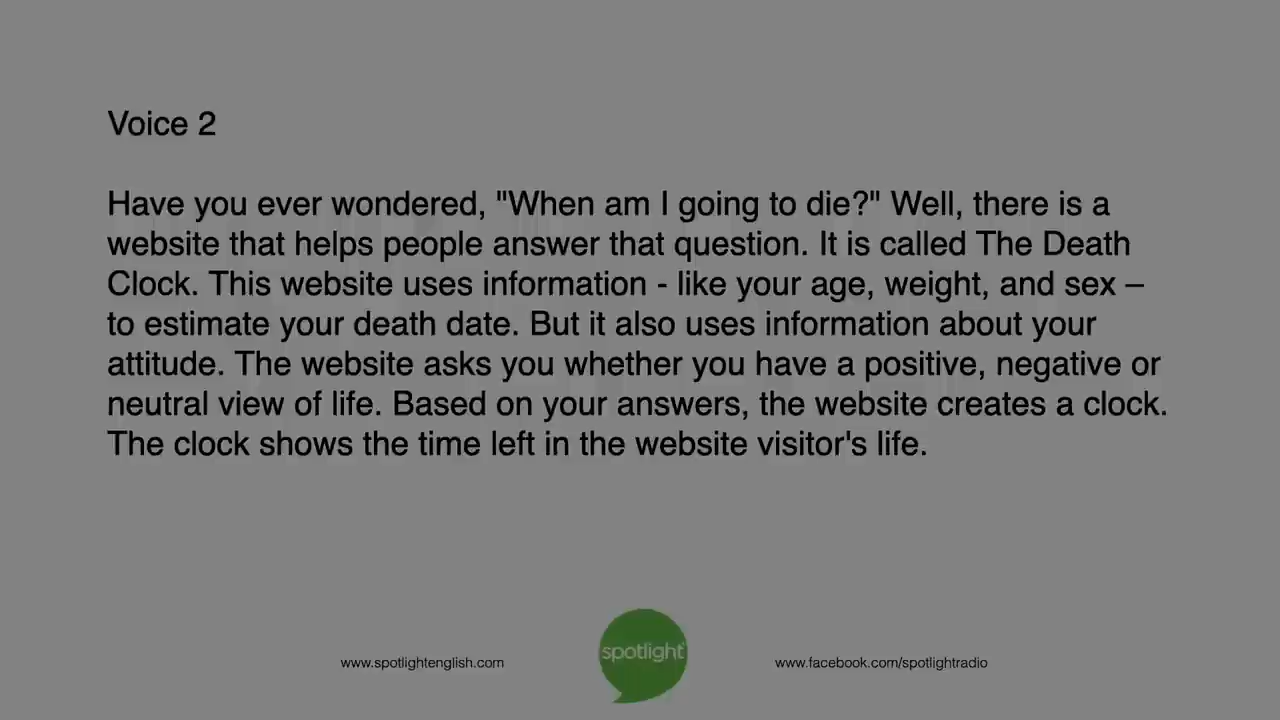 Voice 2
Have you ever wondered, "When am I going to die?" Well, there is a
website that helps people answer that question. It is called The Death
Clock. This website uses information - like your age, weight, and sex –
to estimate your death date. But it also uses information about your
attitude. The website asks you whether you have a positive, negative or
neutral view of life. Based on your answers, the website creates a clock.
The clock shows the time left in the website visitor's life.
www.spotlightenglish.com
spotlight
www.facebook.com/spotlightradio